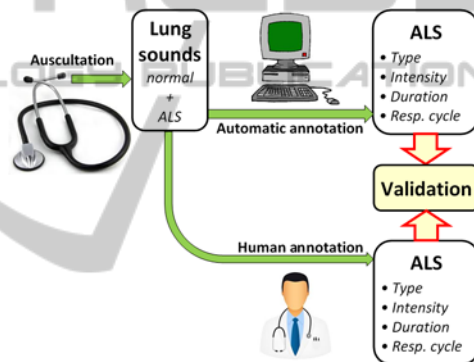 Auscultation
Lung
sounds
normal
+
ALS
Automatic annotation
ALS
• Type
• Intensity
• Duration
• Resp. cycle
Validation
Human annotation
ALS
• Type
• Intensity
• Duration
• Resp. cycle